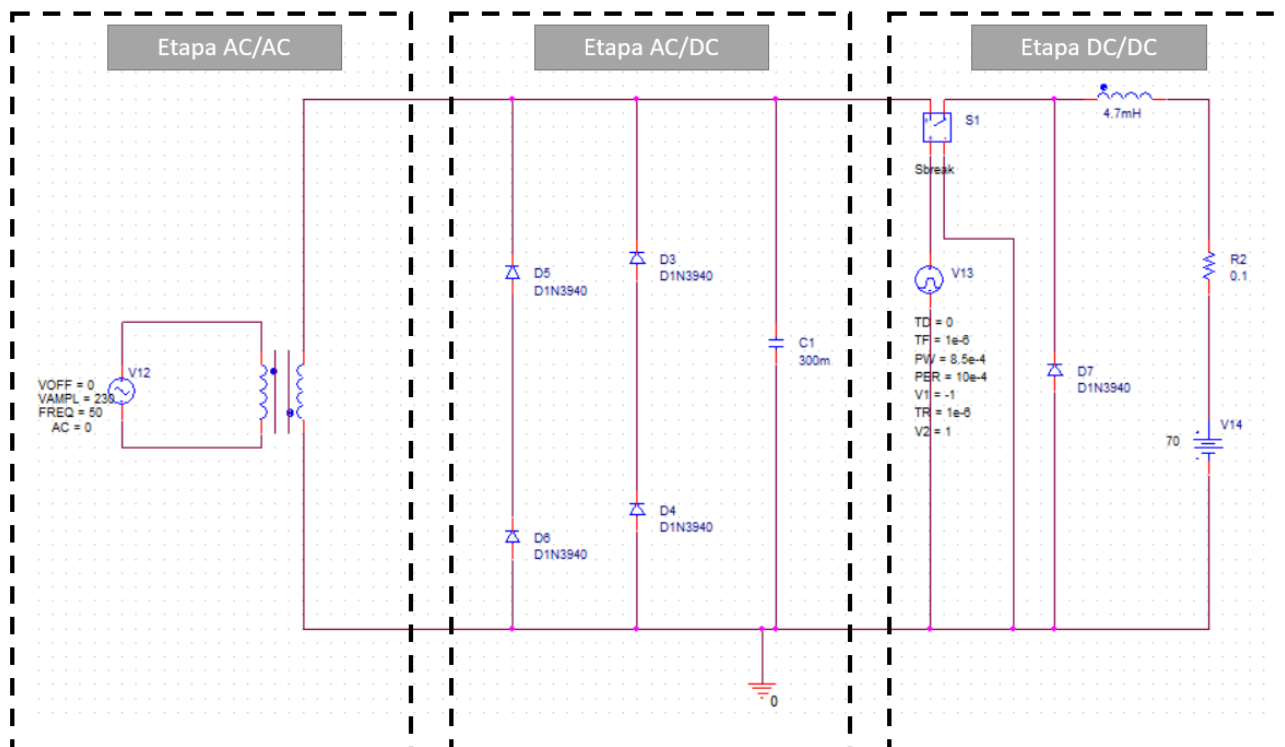 Etapa AC/AC
Etapa AC/DC
Etapa DC/DC
V12
VOFF = 0
VAMPL = 230
FREQ = 50
AC = 0
D5
D1N3940
D3
D1N3940
D6
D1N3940
D4
D1N3940
C1
300m
0
S1
Sbreak
4.7mH
V13
TD = 0
TF = 1e-6
PW = 8.5e-4
PER = 10e-4
V1 = -1
TR = 1e-6
V2 = 1
D7
D1N3940
R2
0.1
V14
70